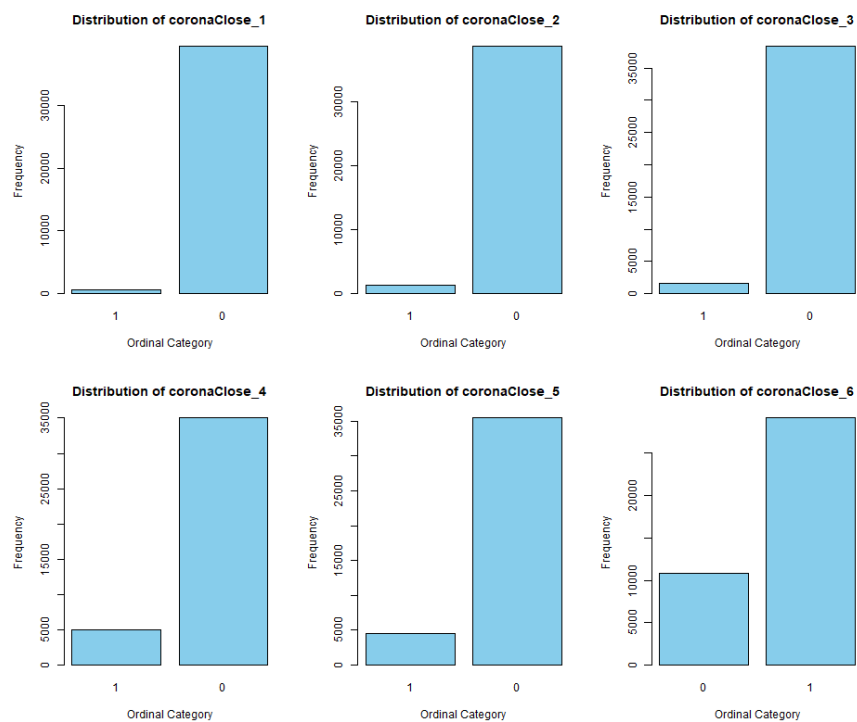 Distribution of coronaClose_1
Frequency
0
10000
20000
30000
1
0
Ordinal Category
Distribution of coronaClose_2
Frequency
0
10000
20000
30000
1
0
Ordinal Category
Distribution of coronaClose_3
Frequency
0
5000
15000
25000
35000
1
0
Ordinal Category
Distribution of coronaClose_4
Frequency
0
5000
15000
25000
35000
1
0
Ordinal Category
Distribution of coronaClose_5
Frequency
0
5000
15000
25000
35000
1
0
Ordinal Category
Distribution of coronaClose_6
Frequency
0
5000
10000
20000
0
1
Ordinal Category